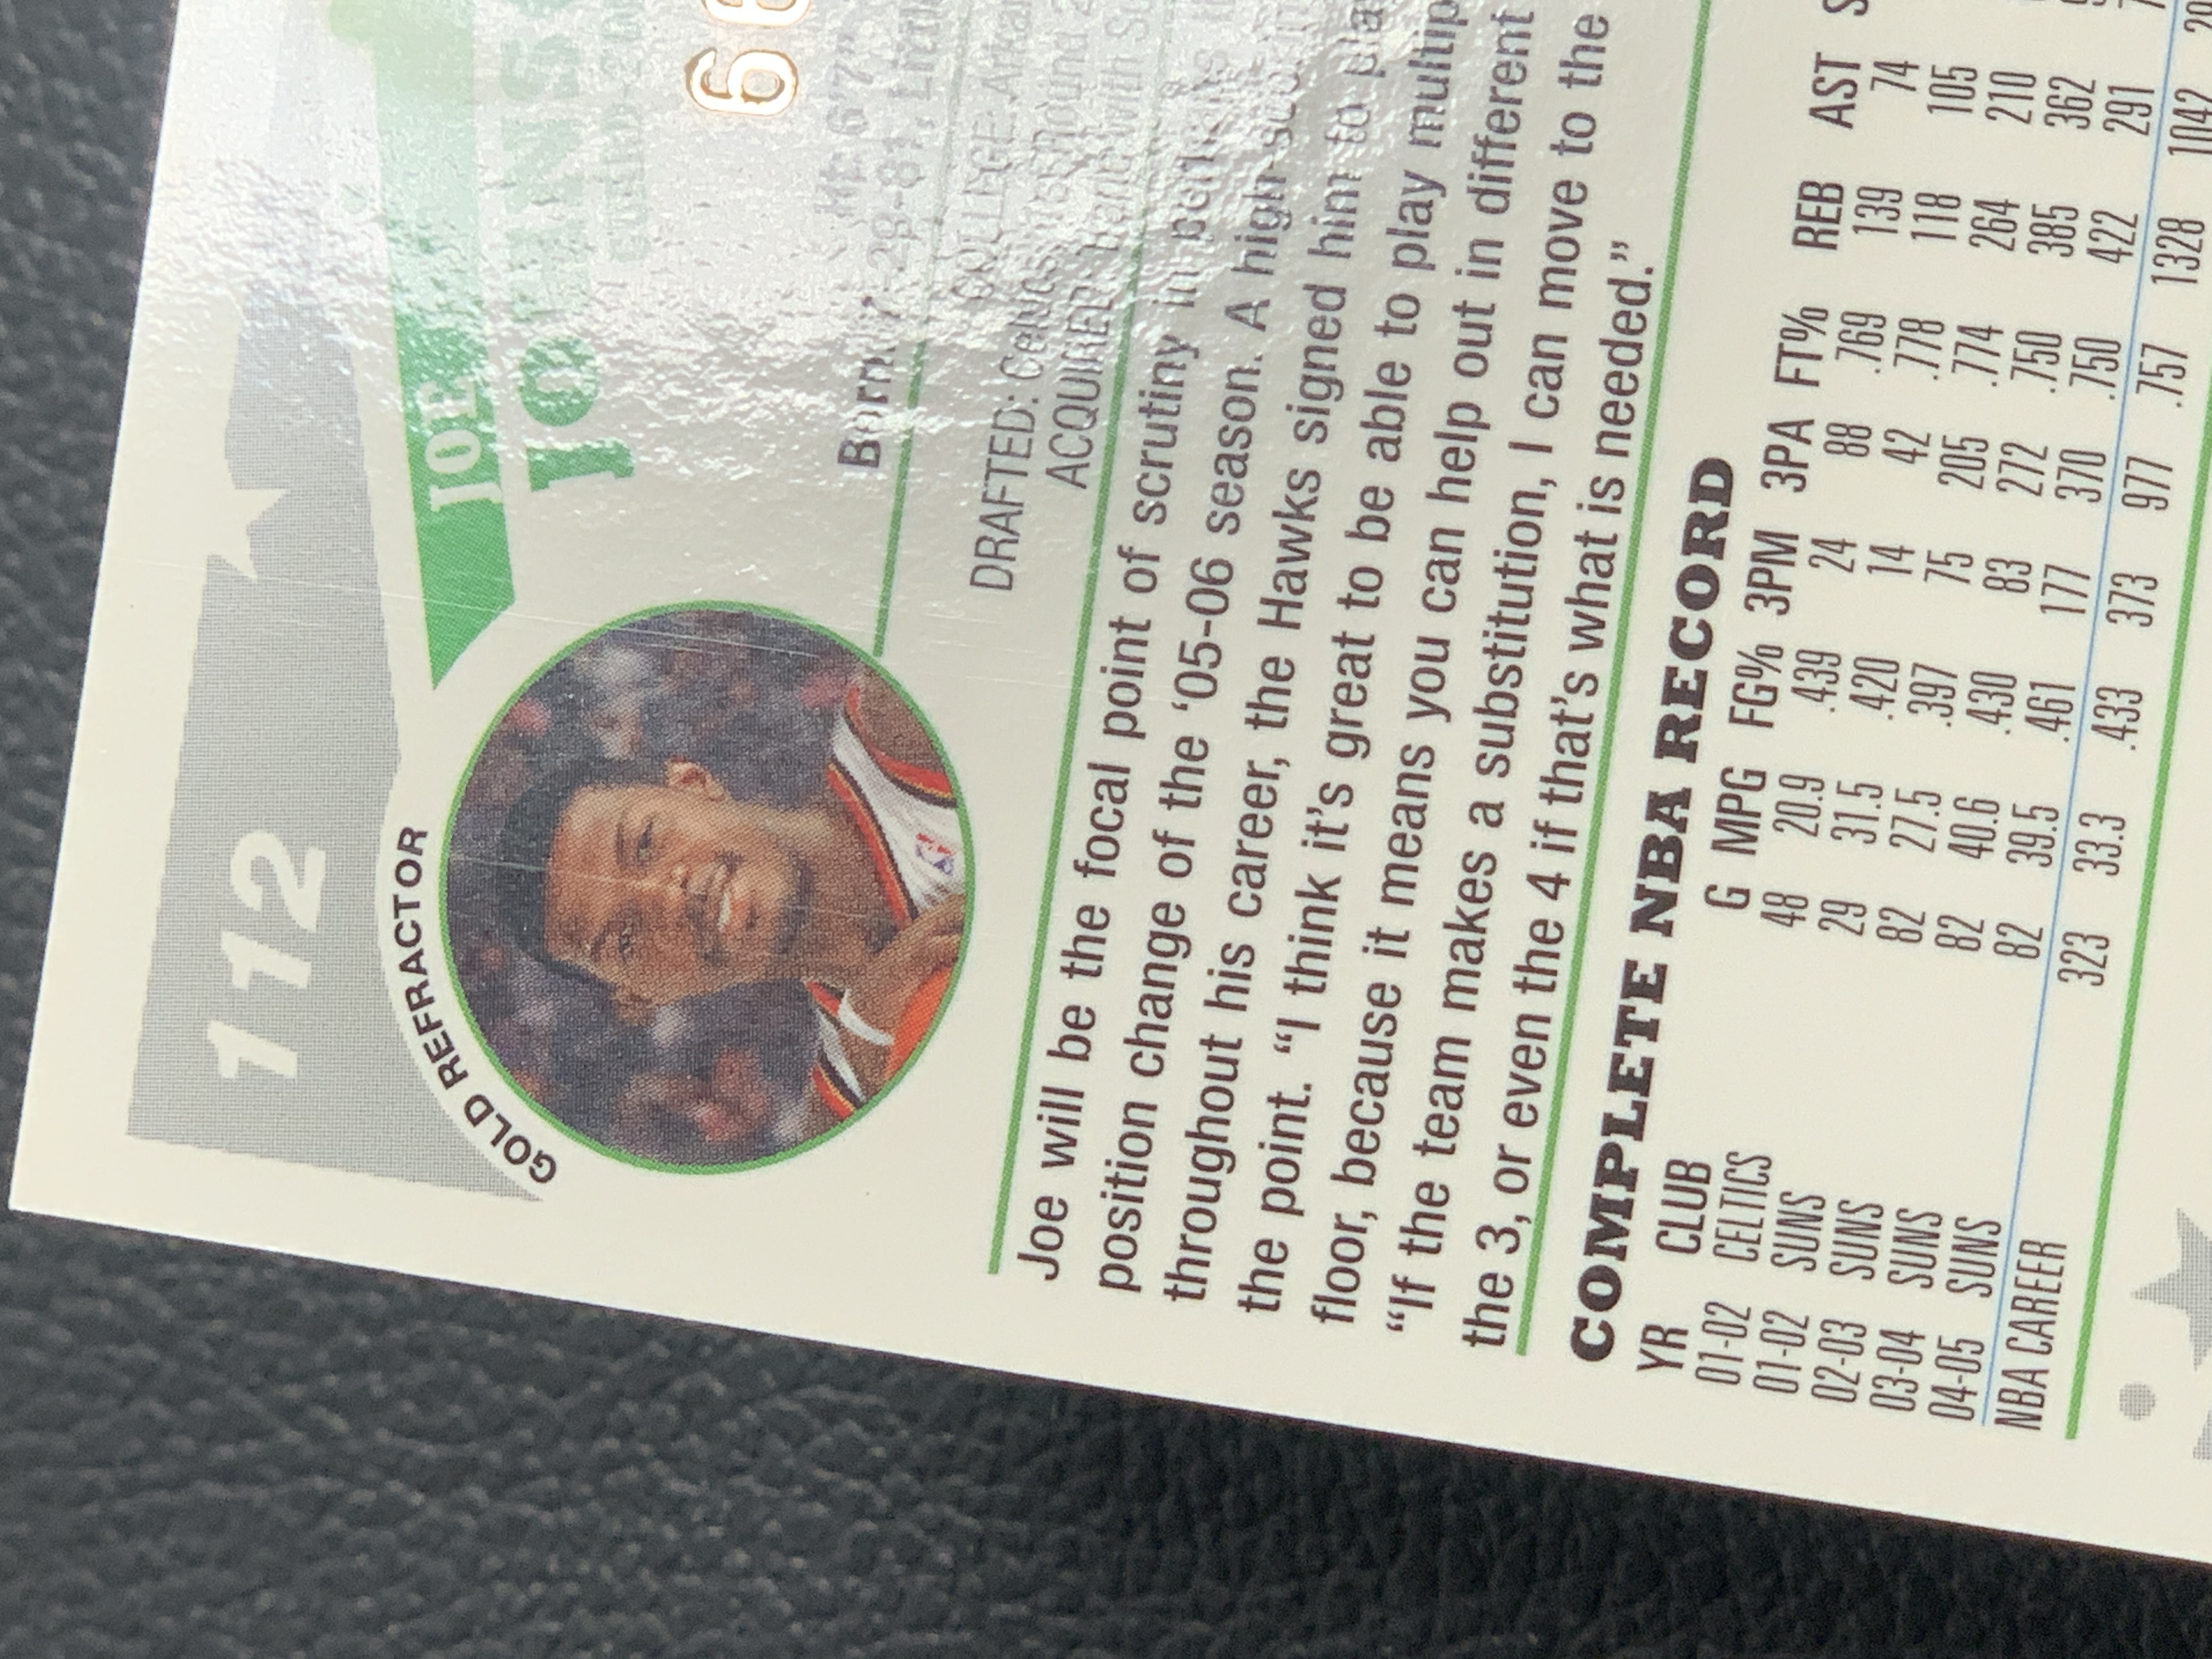 112
GOLD REFRACTOR
JOE
JOHNSON
Born:
DRAFTED:
ACQUIRED:
Joe will be the focal point of scrutiny in
position change of the ‘05-06 season. A
throughout his career, the Hawks signed him to
the point. “I think it’s great to be able to play
floor, because it means you can help out in different
“If the team makes a substitution, I can move to the
the 3, or even the 4 if that’s what is needed.”
COMPLETE NBA RECORD
YR CLUB G MPG FG% 3PM 3PA FT% REB AST
01-02 CELTICS 48 20.9 .439 24 88 .769 139 74
01-02 SUNS 29 31.5 .420 14 42 .778 118 105
02-03 SUNS 82 27.5 .397 75 205 .774 264 210
03-04 SUNS 82 40.6 .430 83 272 .750 385 362
04-05 SUNS 82 39.5 .461 177 370 .750 422 291
NBA CAREER 323 33.3 .433 373 977 .757 1328 1042